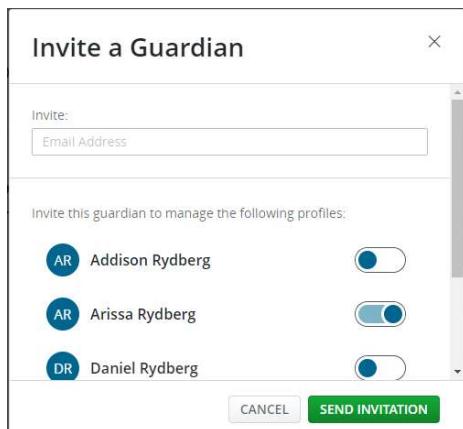 Invite a Guardian
Invite:
Email Address
Invite this guardian to manage the following profiles:
AR Addison Rydberg
AR Arissa Rydberg
DR Daniel Rydberg
CANCEL SEND INVITATION